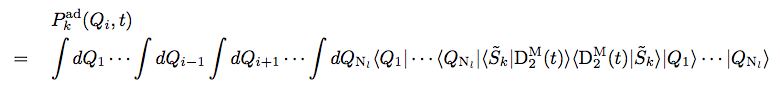 P_k^{ad}(Q_i, t)
= ∫ dQ_1 ⋯ ∫ dQ_{i−1} ∫ dQ_{i+1} ⋯ ∫ dQ_{N_l} ⟨Q_1| ⋯ ⟨Q_{N_l}|⟨S̃_k|D_2^M(t)⟩⟨D_2^M(t)|S̃_k⟩|Q_1⟩ ⋯ |Q_{N_l}⟩